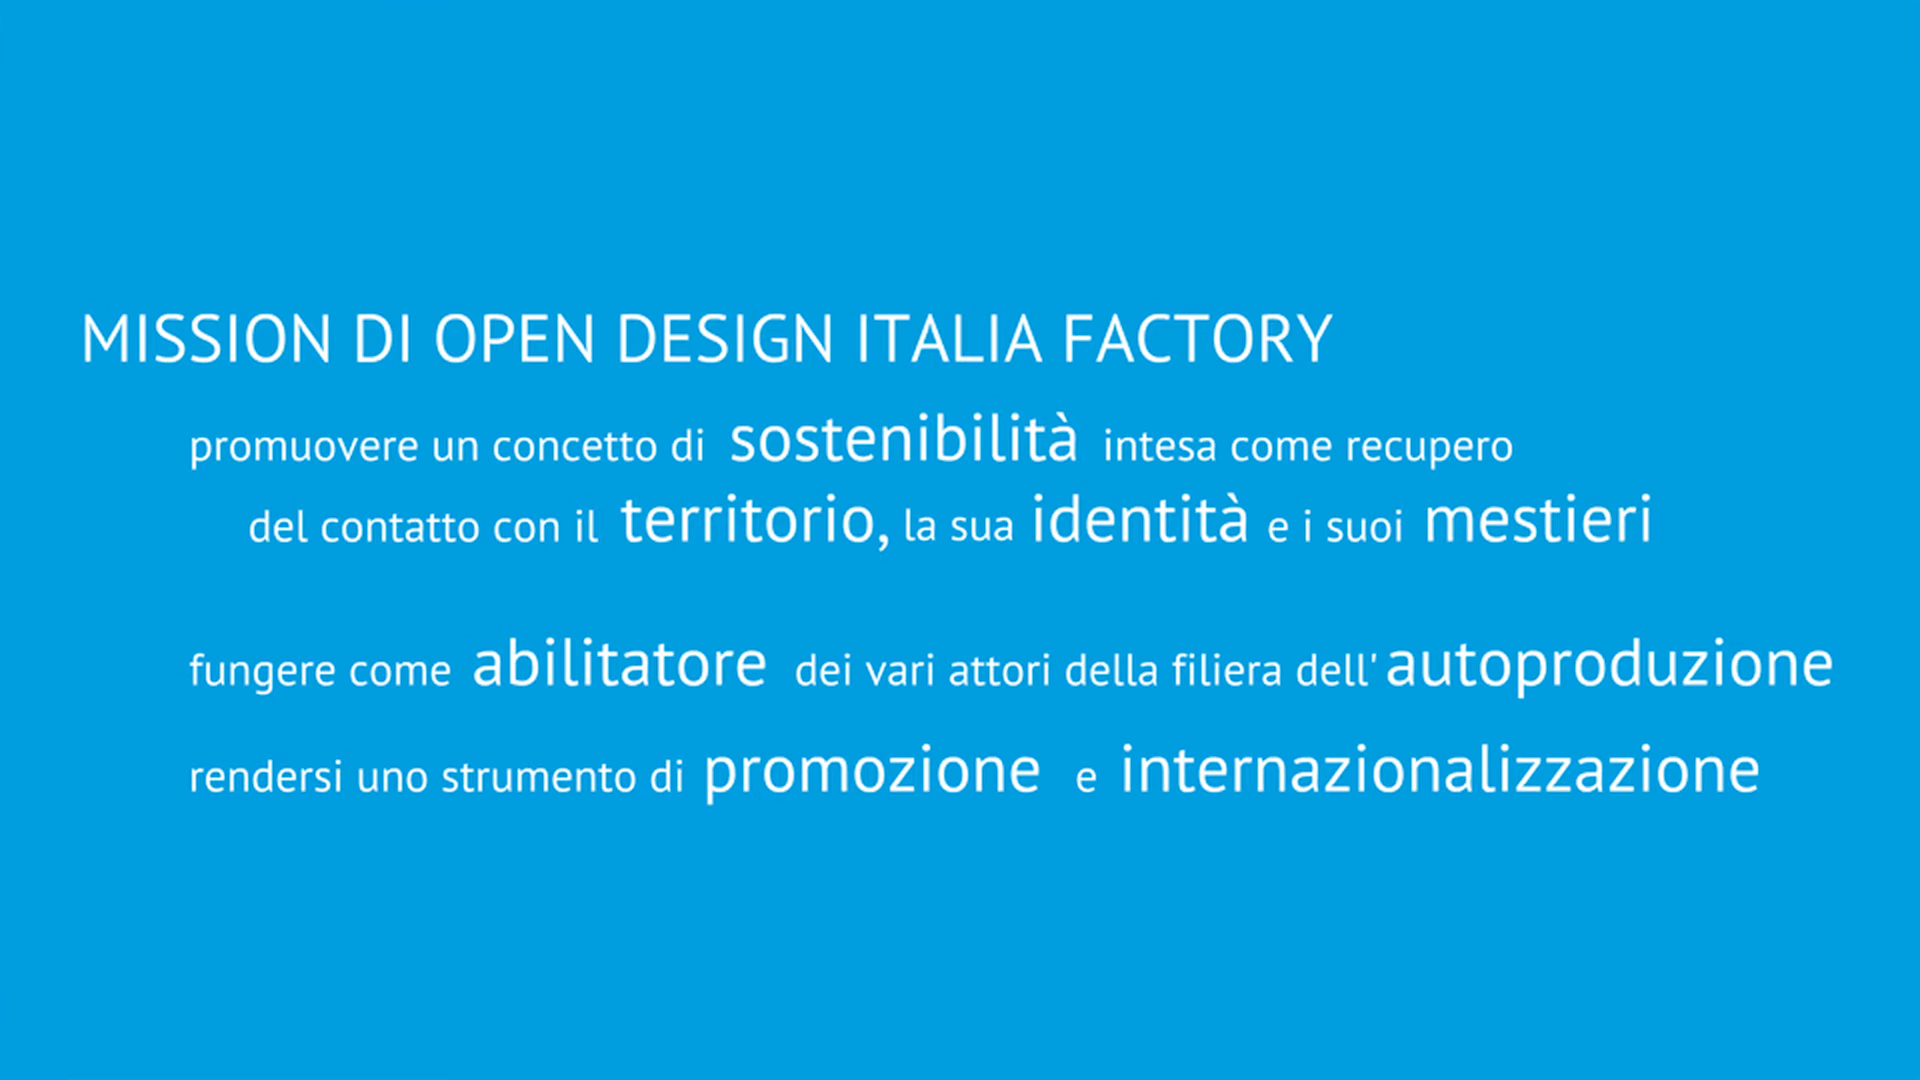 MISSION DI OPEN DESIGN ITALIA FACTORY
promuovere un concetto di sostenibilità intesa come recupero
del contatto con il territorio, la sua identità e i suoi mestieri
fungere come abilitatore dei vari attori della filiera dell' autoproduzione
rendersi uno strumento di promozione e internazionalizzazione